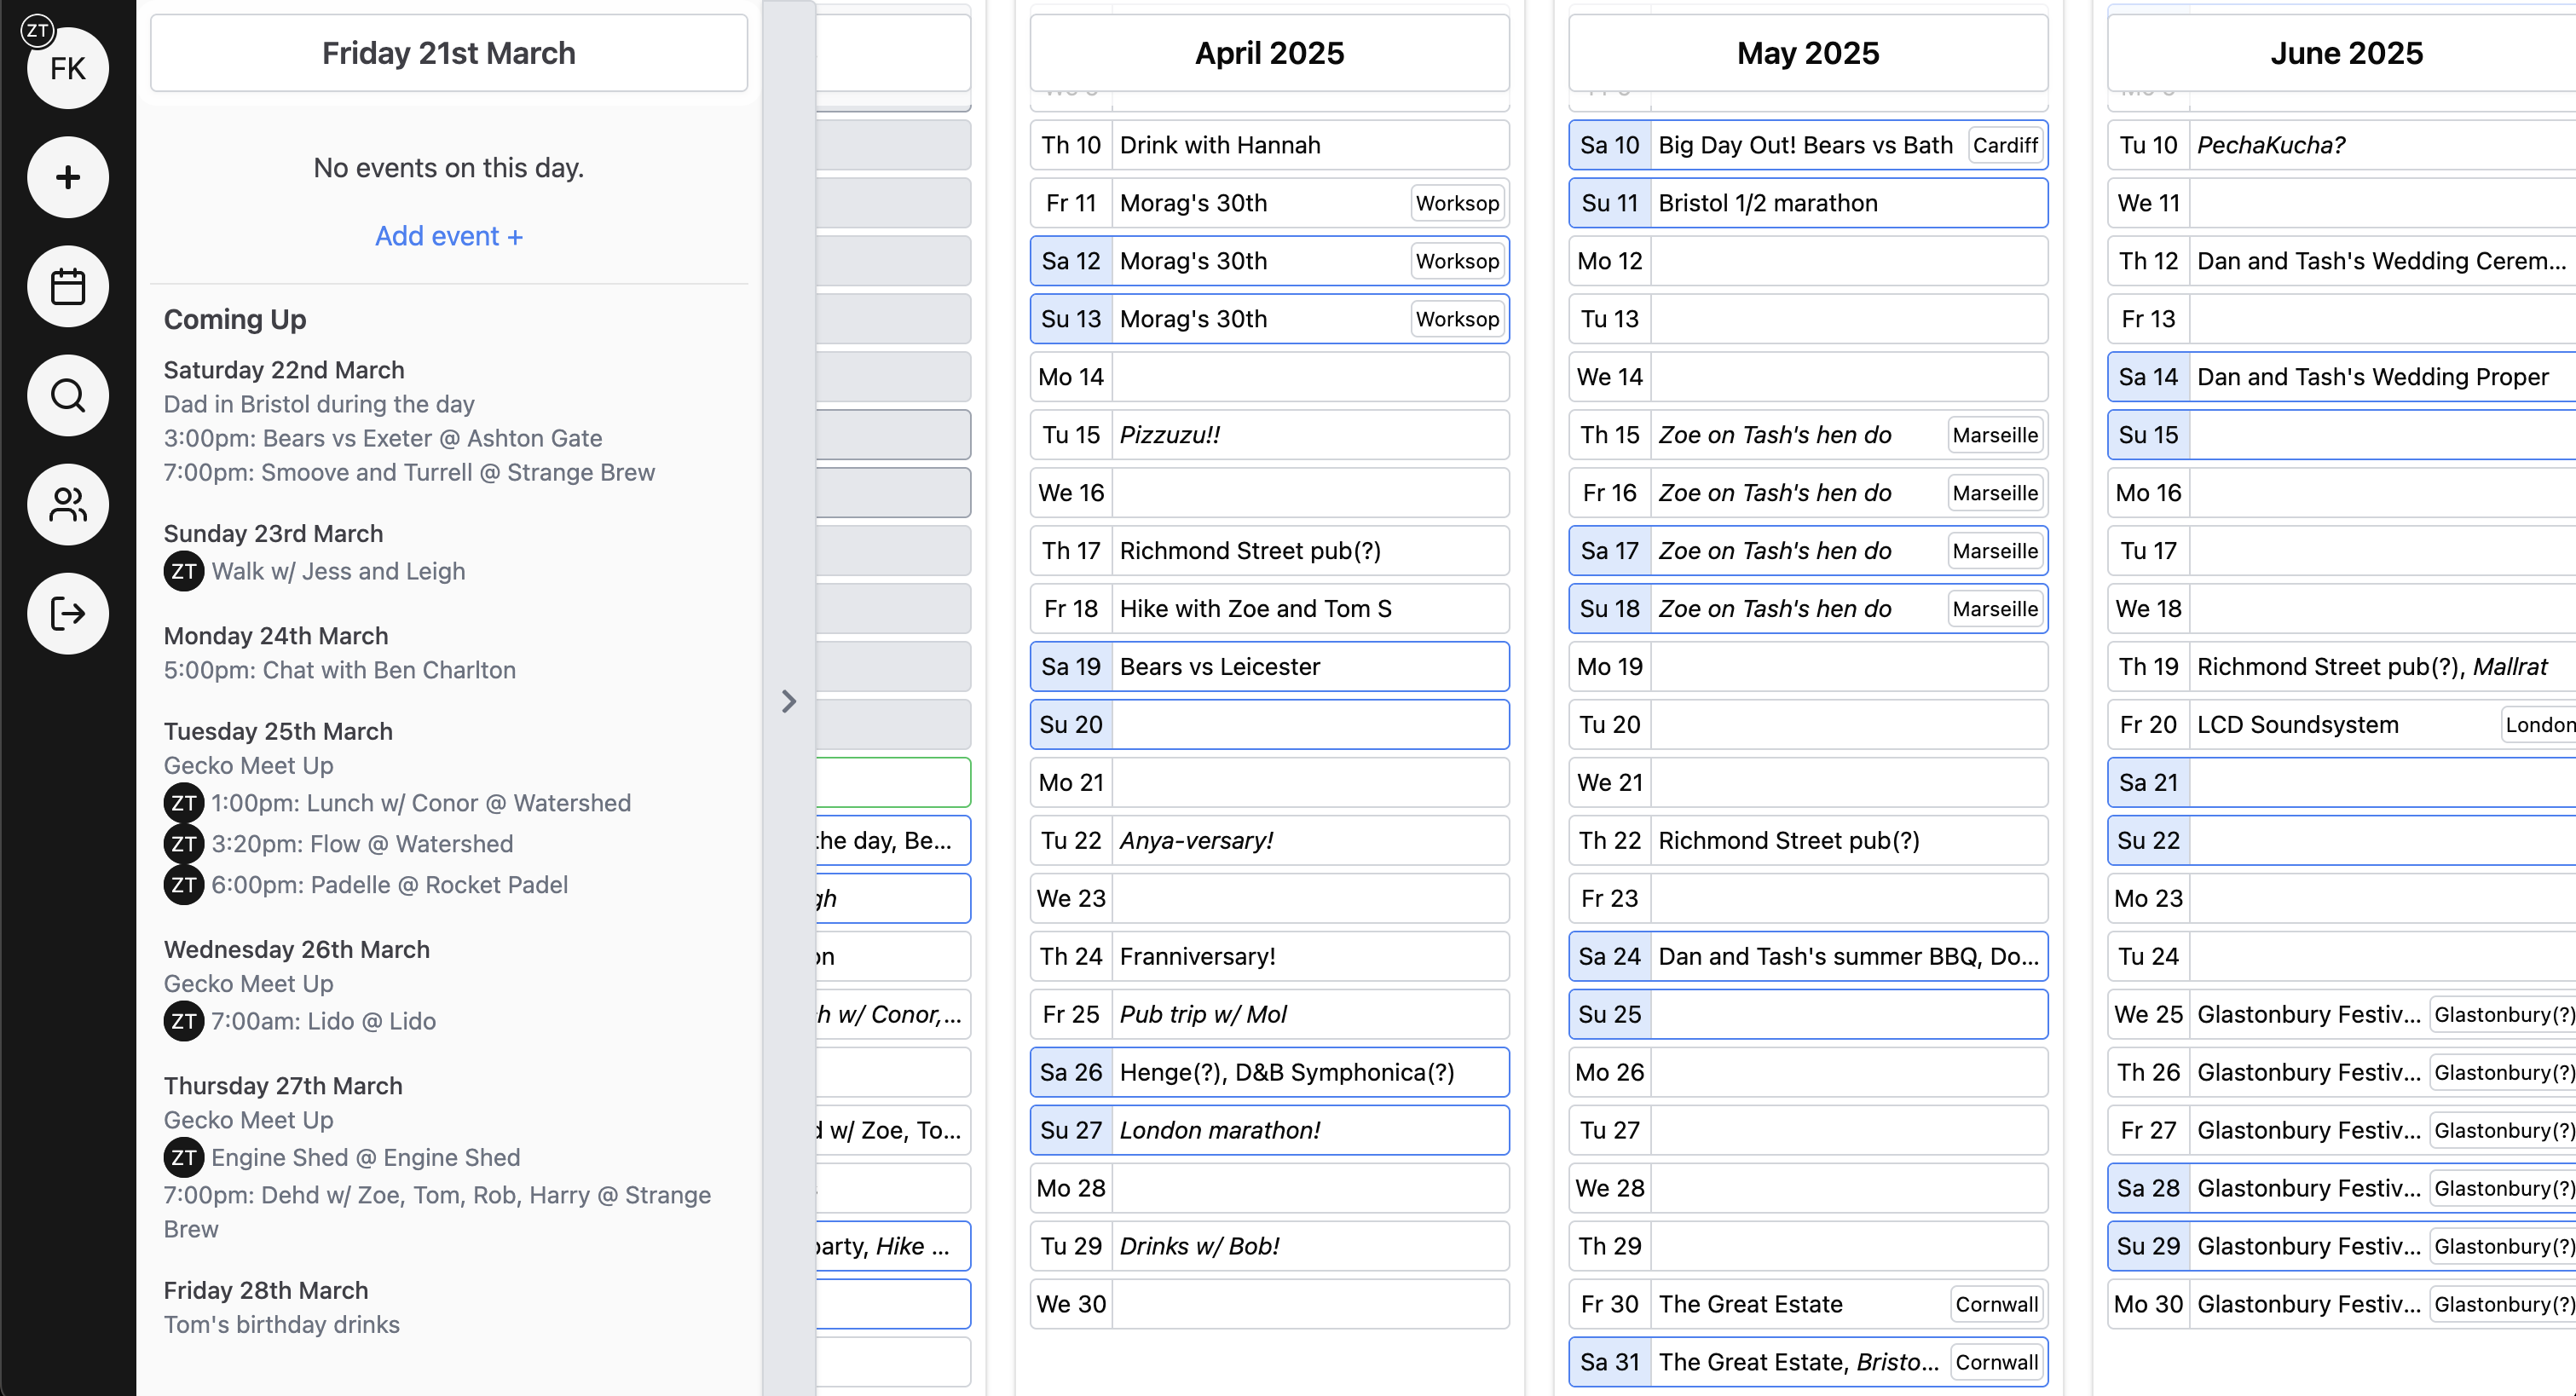 ZT
FK
Friday 21st March
No events on this day.
Add event +
Coming Up
Saturday 22nd March
Dad in Bristol during the day
3:00pm: Bears vs Exeter @ Ashton Gate
7:00pm: Smoove and Turrell @ Strange Brew
Sunday 23rd March
ZT Walk w/ Jess and Leigh
Monday 24th March
5:00pm: Chat with Ben Charlton
Tuesday 25th March
Gecko Meet Up
ZT 1:00pm: Lunch w/ Conor @ Watershed
ZT 3:20pm: Flow @ Watershed
ZT 6:00pm: Padelle @ Rocket Padel
Wednesday 26th March
Gecko Meet Up
ZT 7:00am: Lido @ Lido
Thursday 27th March
Gecko Meet Up
ZT Engine Shed @ Engine Shed
7:00pm: Dehd w/ Zoe, Tom, Rob, Harry @ Strange
Brew
Friday 28th March
Tom's birthday drinks
the day, Be...
gh
on
h w/ Conor,...
d w/ Zoe, To...
party, Hike ...
April 2025
Th 10 Drink with Hannah
Fr 11 Morag's 30th Worksop
Sa 12 Morag's 30th Worksop
Su 13 Morag's 30th Worksop
Mo 14
Tu 15 Pizzuzu!!
We 16
Th 17 Richmond Street pub(?)
Fr 18 Hike with Zoe and Tom S
Sa 19 Bears vs Leicester
Su 20
Mo 21
Tu 22 Anya-versary!
We 23
Th 24 Franniversary!
Fr 25 Pub trip w/ Mol
Sa 26 Henge(?), D&B Symphonica(?)
Su 27 London marathon!
Mo 28
Tu 29 Drinks w/ Bob!
We 30
May 2025
Sa 10 Big Day Out! Bears vs Bath Cardiff
Su 11 Bristol 1/2 marathon
Mo 12
Tu 13
We 14
Th 15 Zoe on Tash's hen do Marseille
Fr 16 Zoe on Tash's hen do Marseille
Sa 17 Zoe on Tash's hen do Marseille
Su 18 Zoe on Tash's hen do Marseille
Mo 19
Tu 20
We 21
Th 22 Richmond Street pub(?)
Fr 23
Sa 24 Dan and Tash's summer BBQ, Do...
Su 25
Mo 26
Tu 27
We 28
Th 29
Fr 30 The Great Estate Cornwall
Sa 31 The Great Estate, Bristo... Cornwall
June 2025
Tu 10 PechaKucha?
We 11
Th 12 Dan and Tash's Wedding Cerem...
Fr 13
Sa 14 Dan and Tash's Wedding Proper
Su 15
Mo 16
Tu 17
We 18
Th 19 Richmond Street pub(?), Mallrat
Fr 20 LCD Soundsystem London
Sa 21
Su 22
Mo 23
Tu 24
We 25 Glastonbury Festiv... Glastonbury(?)
Th 26 Glastonbury Festiv... Glastonbury(?)
Fr 27 Glastonbury Festiv... Glastonbury(?)
Sa 28 Glastonbury Festiv... Glastonbury(?)
Su 29 Glastonbury Festiv... Glastonbury(?)
Mo 30 Glastonbury Festiv... Glastonbury(?)